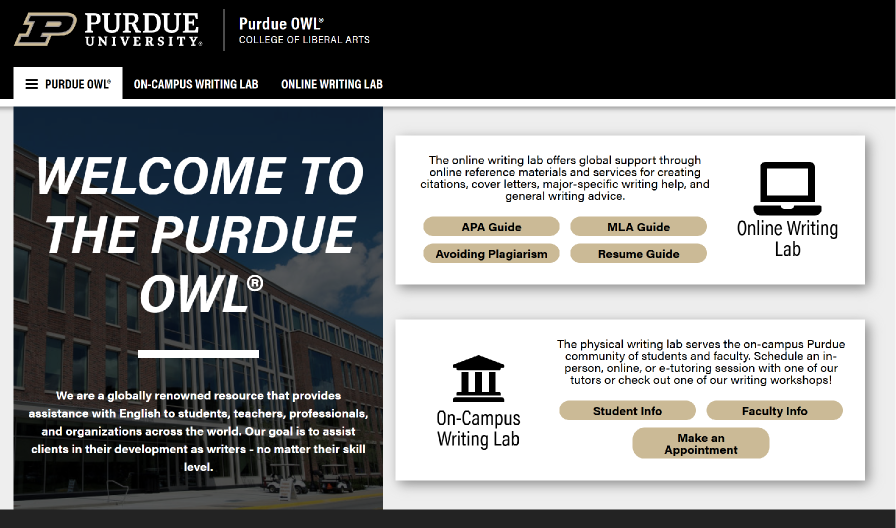 PURDUE
UNIVERSITY®
Purdue OWL®
COLLEGE OF LIBERAL ARTS
PURDUE OWL®
ON-CAMPUS WRITING LAB
ONLINE WRITING LAB
WELCOME TO
THE PURDUE
OWL®
We are a globally renowned resource that provides
assistance with English to students, teachers, professionals,
and organizations across the world. Our goal is to assist
clients in their development as writers - no matter their skill
level.
The online writing lab offers global support through
online reference materials and services for creating
citations, cover letters, major-specific writing help, and
general writing advice.
APA Guide
MLA Guide
Avoiding Plagiarism
Resume Guide
Online Writing
Lab
On-Campus
Writing Lab
The physical writing lab serves the on-campus Purdue
community of students and faculty. Schedule an in-
person, online, or e-tutoring session with one of our
tutors or check out one of our writing workshops!
Student Info
Faculty Info
Make an
Appointment